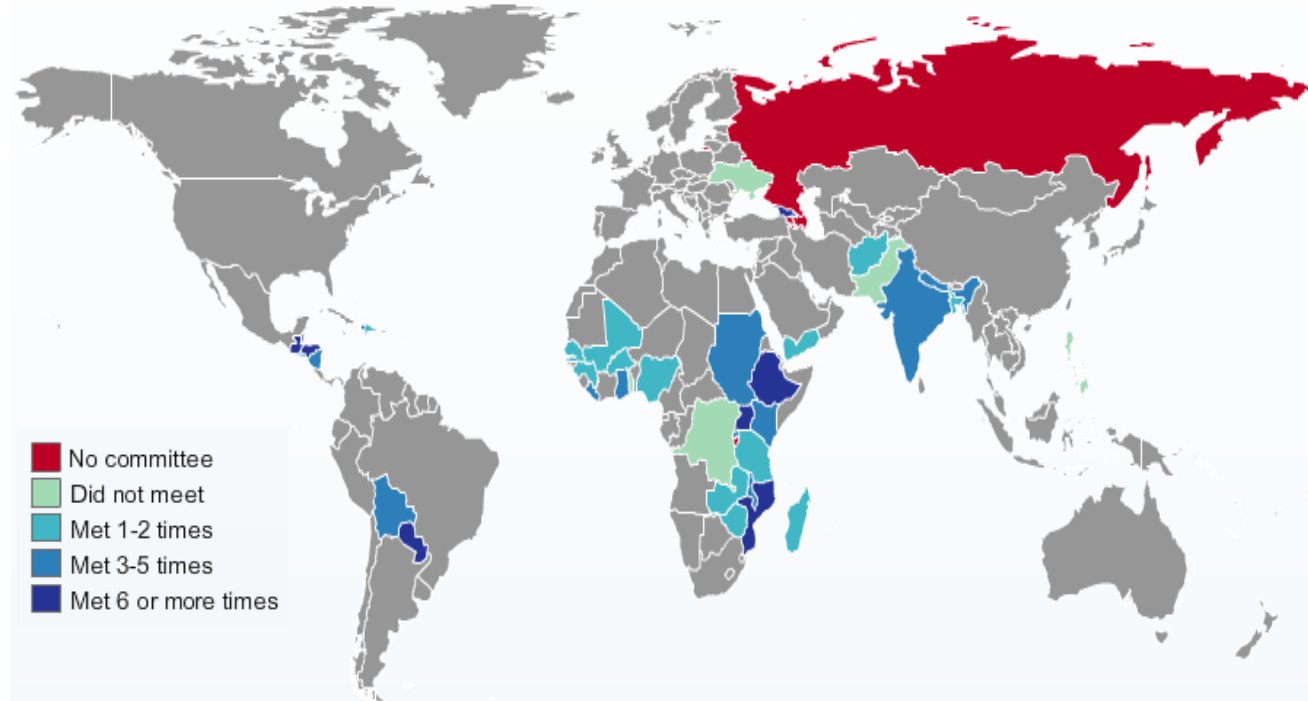 No committee
Did not meet
Met 1-2 times
Met 3-5 times
Met 6 or more times